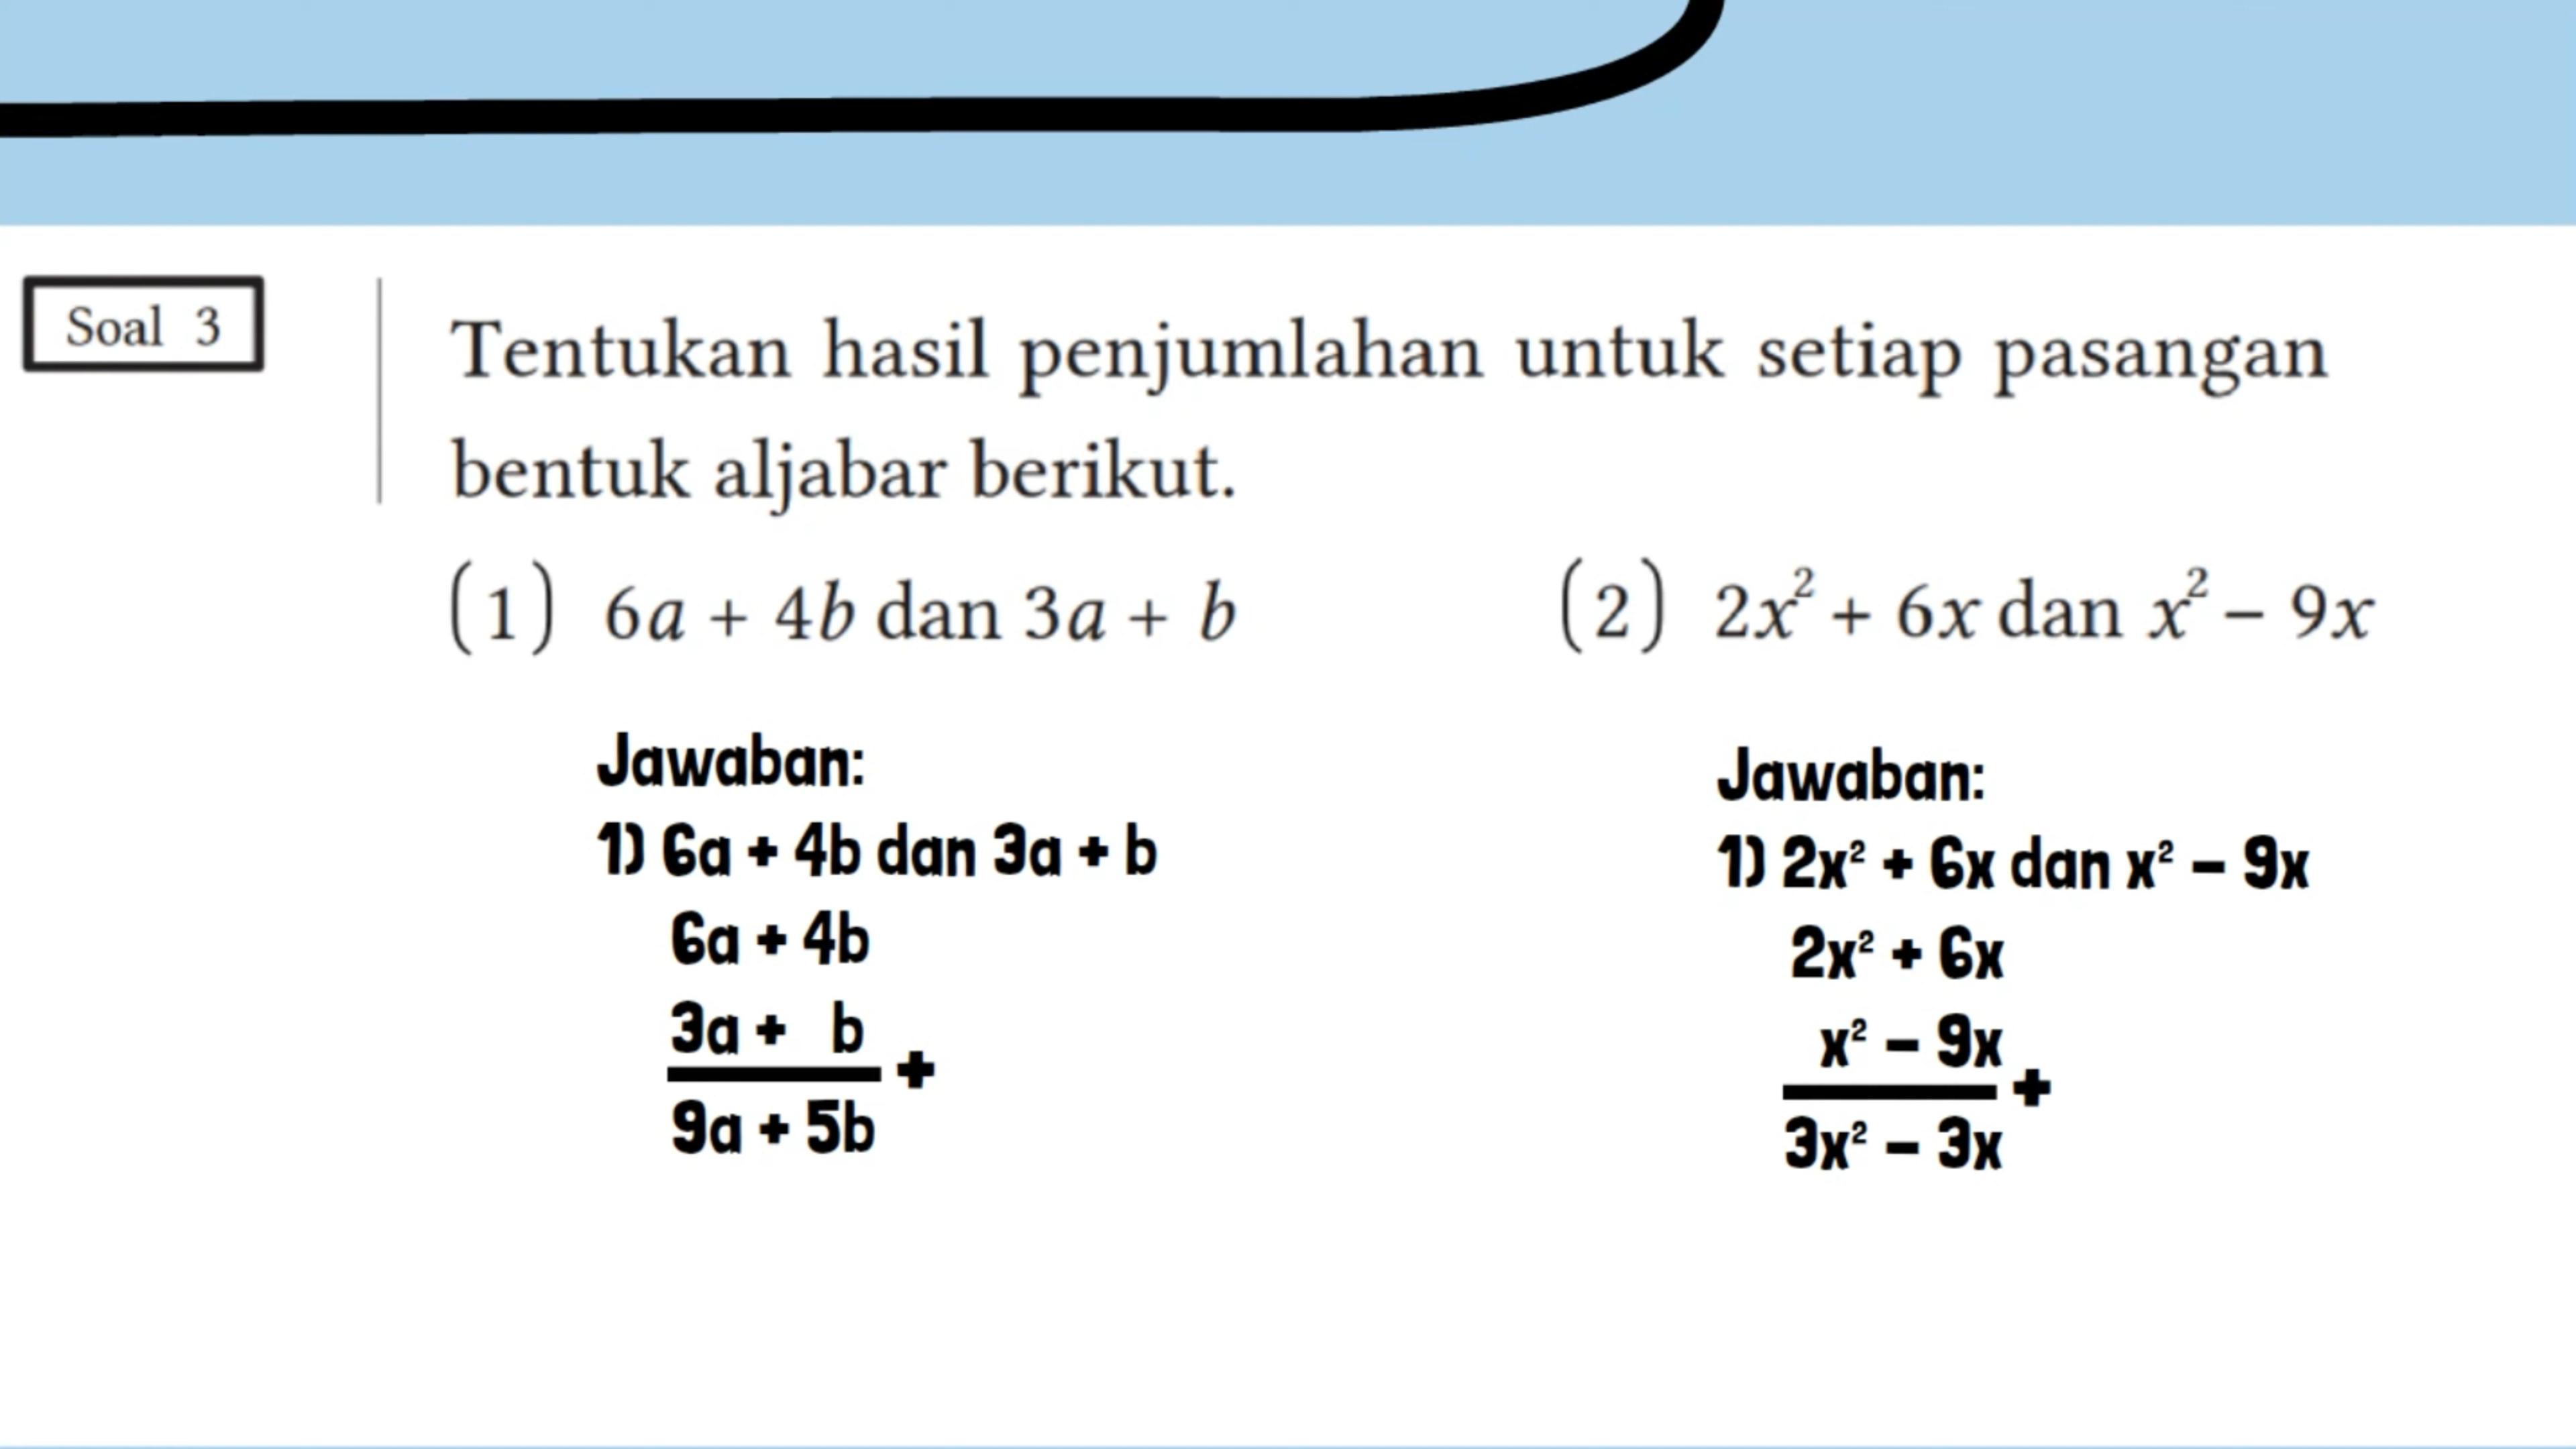 Soal 3
Tentukan hasil penjumlahan untuk setiap pasangan
bentuk aljabar berikut.
(1) 6a + 4b dan 3a + b
(2) 2x² + 6x dan x² – 9x
Jawaban:
1) 6a + 4b dan 3a + b
6a + 4b
3a + b
+
9a + 5b
Jawaban:
1) 2x² + 6x dan x² – 9x
2x² + 6x
x² – 9x
+
3x² – 3x